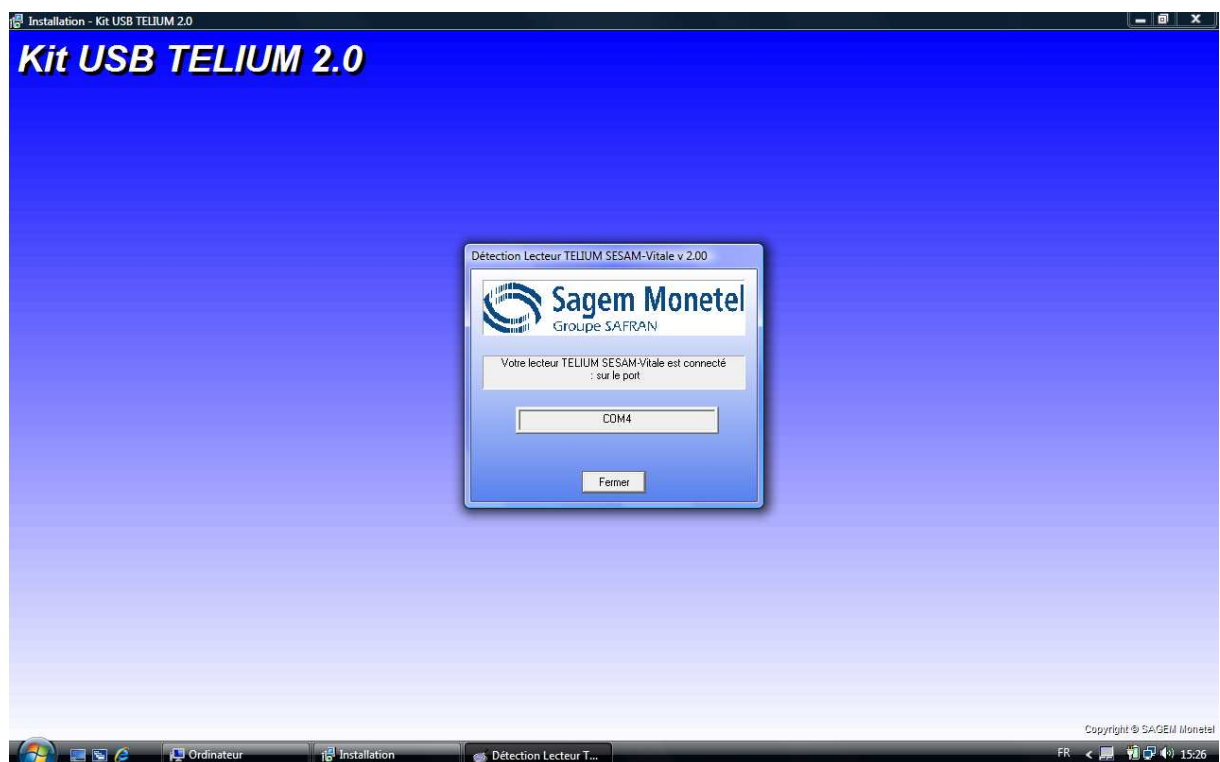 Installation - Kit USB TELIUM 2.0
Kit USB TELIUM 2.0
Détection Lecteur TELIUM SESAM-Vitale v 2.00
Sagem Monetel
Groupe SAFRAN
Votre lecteur TELIUM SESAM-Vitale est connecté
: sur le port
COM4
Fermer
Copyright © SAGEM Monetel
Ordinateur
Installation
Détection Lecteur T...
FR
15:26